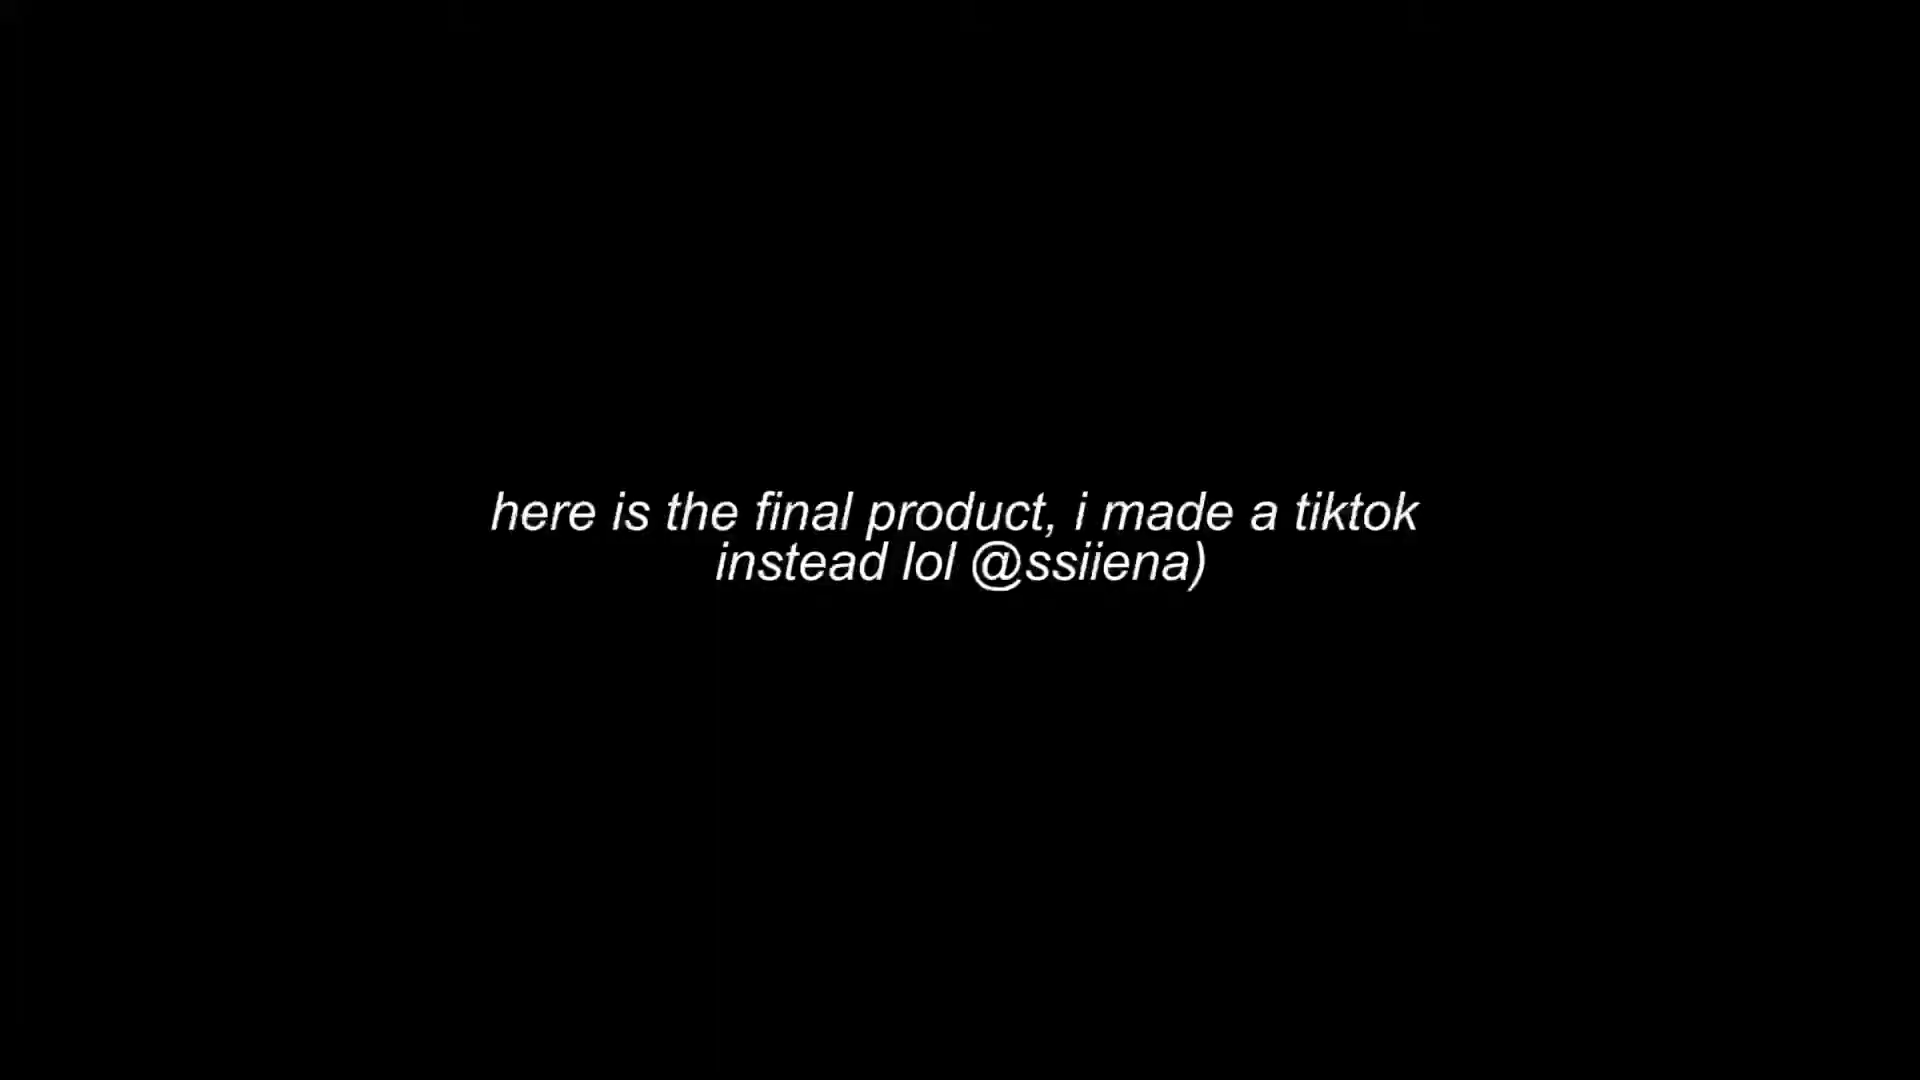 here is the final product, i made a tiktok
instead lol @ssiiena)